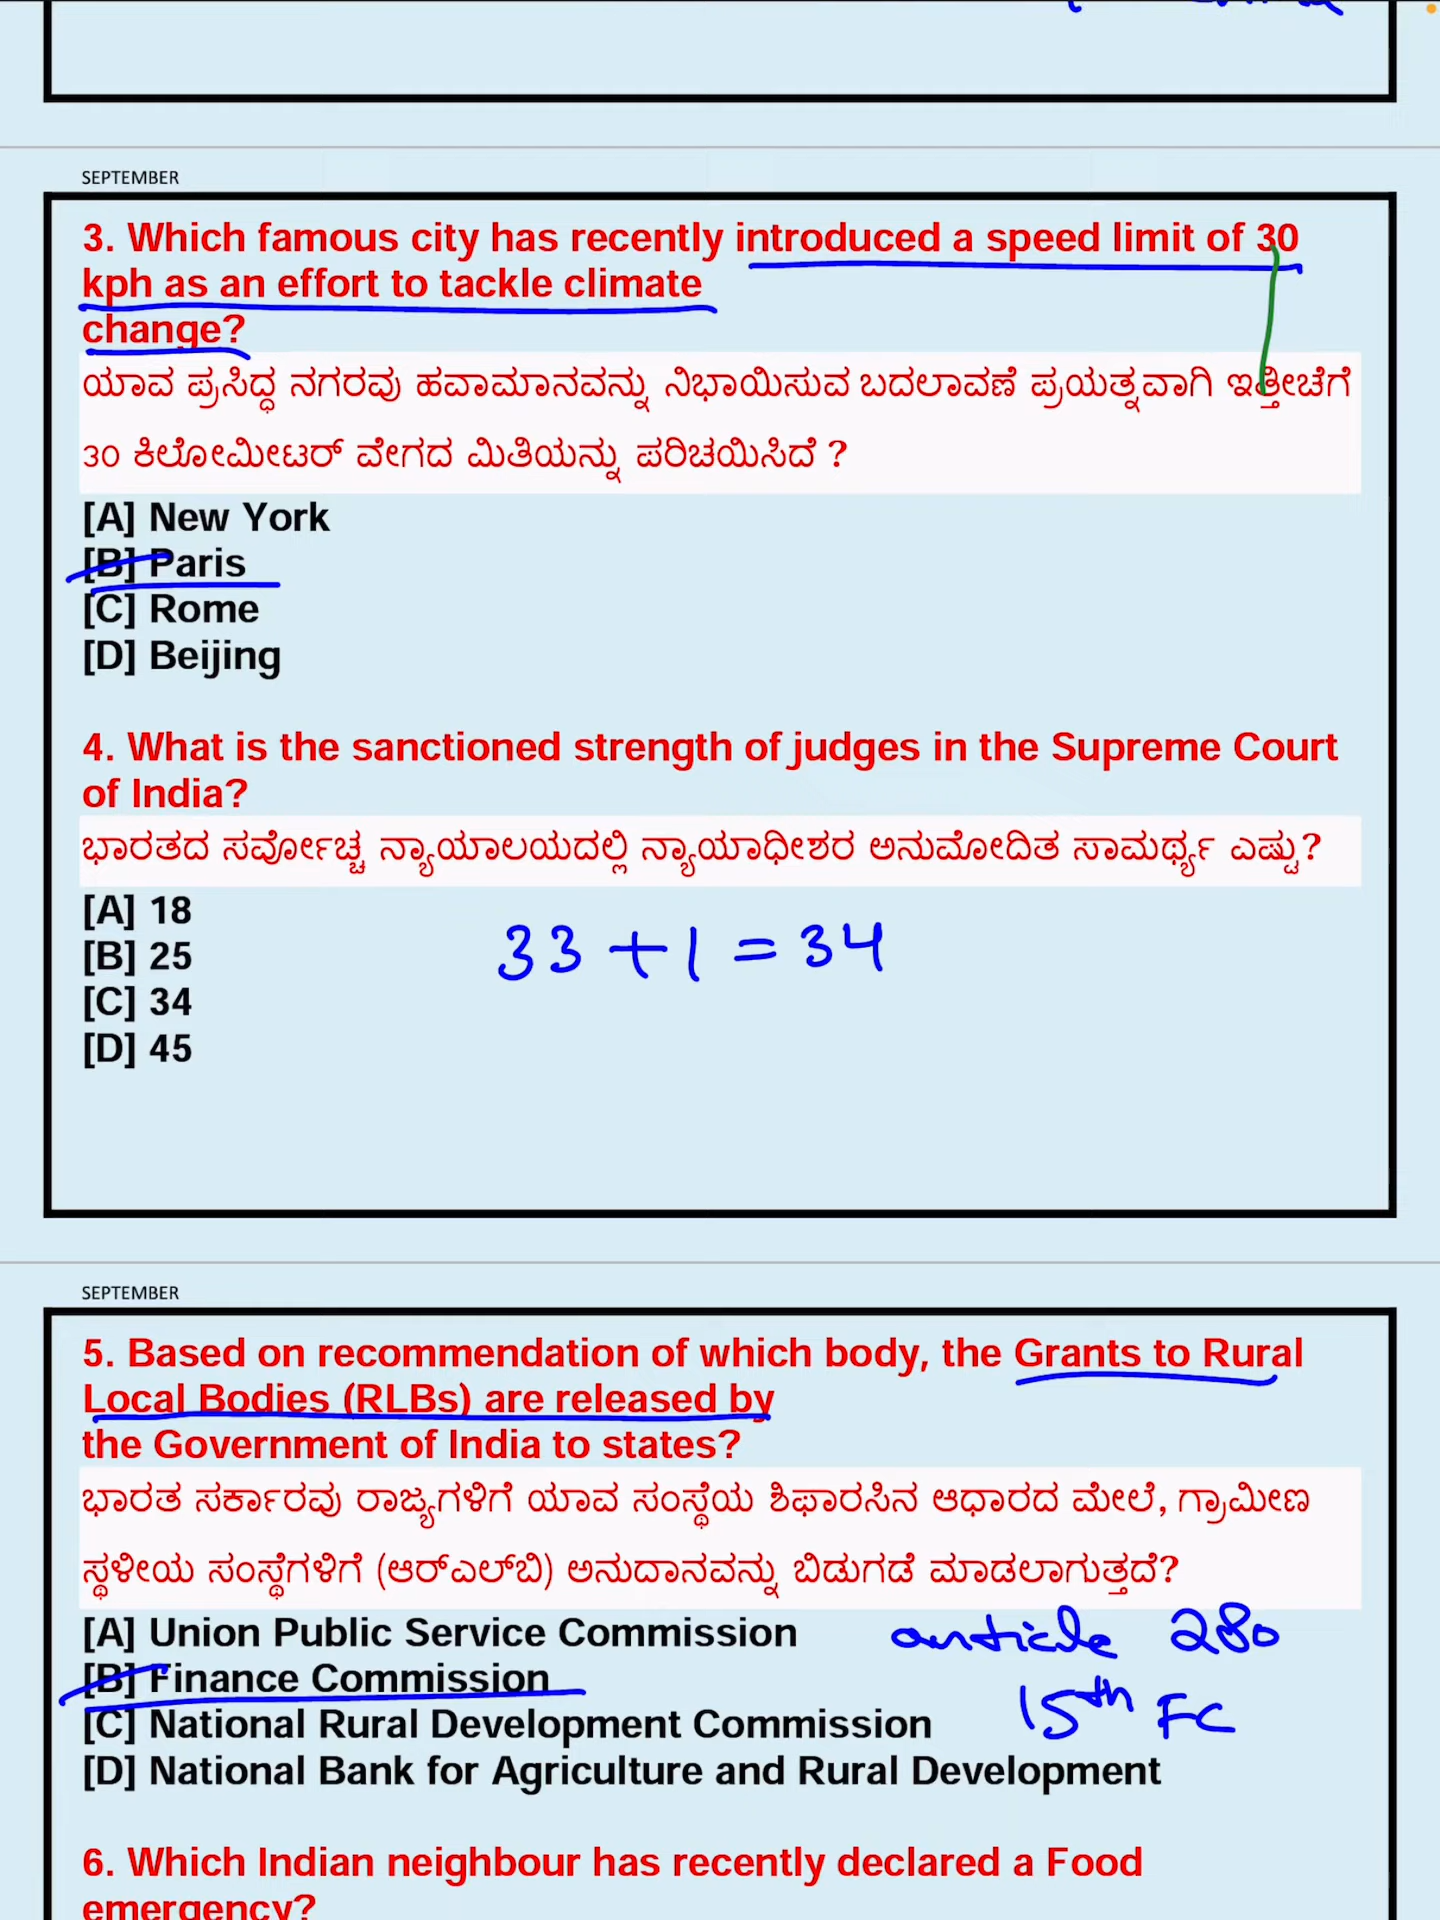 SEPTEMBER
3. Which famous city has recently introduced a speed limit of 30
kph as an effort to tackle climate
change?
ಯಾವ ಪ್ರಸಿದ್ಧ ನಗರವು ಹವಾಮಾನವನ್ನು ನಿಭಾಯಿಸುವ ಬದಲಾವಣೆ ಪ್ರಯತ್ನವಾಗಿ ಇತ್ತೀಚೆಗೆ
30 ಕಿಲೋಮೀಟರ್ ವೇಗದ ಮಿತಿಯನ್ನು ಪರಿಚಯಿಸಿದೆ ?
[A] New York
[B] Paris
[C] Rome
[D] Beijing
4. What is the sanctioned strength of judges in the Supreme Court
of India?
ಭಾರತದ ಸರ್ವೋಚ್ಚ ನ್ಯಾಯಾಲಯದಲ್ಲಿ ನ್ಯಾಯಾಧೀಶರ ಅನುಮೋದಿತ ಸಾಮರ್ಥ್ಯ ಎಷ್ಟು?
[A] 18
[B] 25
33 + 1 = 34
[C] 34
[D] 45
SEPTEMBER
5. Based on recommendation of which body, the Grants to Rural
Local Bodies (RLBs) are released by
the Government of India to states?
ಭಾರತ ಸರ್ಕಾರವು ರಾಜ್ಯಗಳಿಗೆ ಯಾವ ಸಂಸ್ಥೆಯ ಶಿಫಾರಸಿನ ಆಧಾರದ ಮೇಲೆ, ಗ್ರಾಮೀಣ
ಸ್ಥಳೀಯ ಸಂಸ್ಥೆಗಳಿಗೆ (ಆರ್‌ಎಲ್‌ಬಿ) ಅನುದಾನವನ್ನು ಬಿಡುಗಡೆ ಮಾಡಲಾಗುತ್ತದೆ?
[A] Union Public Service Commission
article 280
[B] Finance Commission
15th FC
[C] National Rural Development Commission
[D] National Bank for Agriculture and Rural Development
6. Which Indian neighbour has recently declared a Food
emergency?